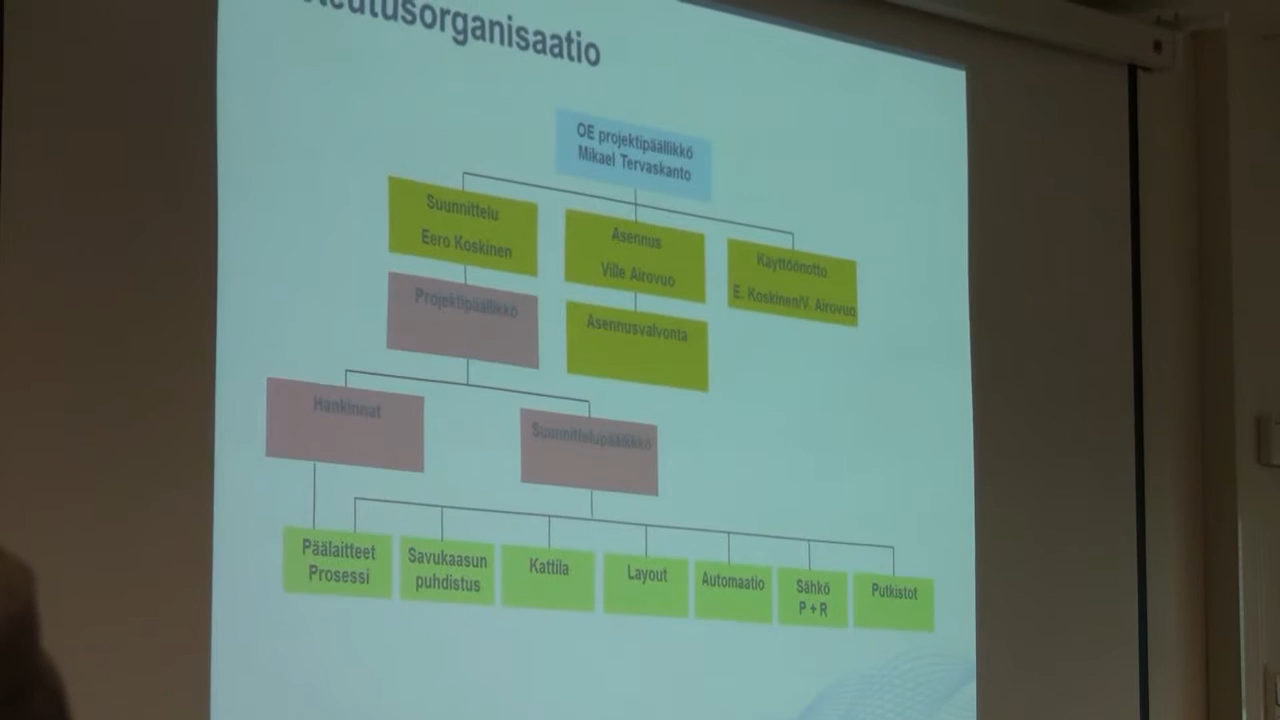 OE projektipäällikkö
Mikael Tervaskanto
Suunnittelu
Eero Koskinen
Asennus
Ville Airovuo
Käyttöönotto
E. Koskinen/V. Airovuo
Projektipäällikkö
Asennusvalvonta
Hankinnat
Suunnittelupäällikkö
Päälaitteet
Prosessi
Savukaasun
puhdistus
Kattila
Layout
Automaatio
Sähkö
P + R
Putkistot